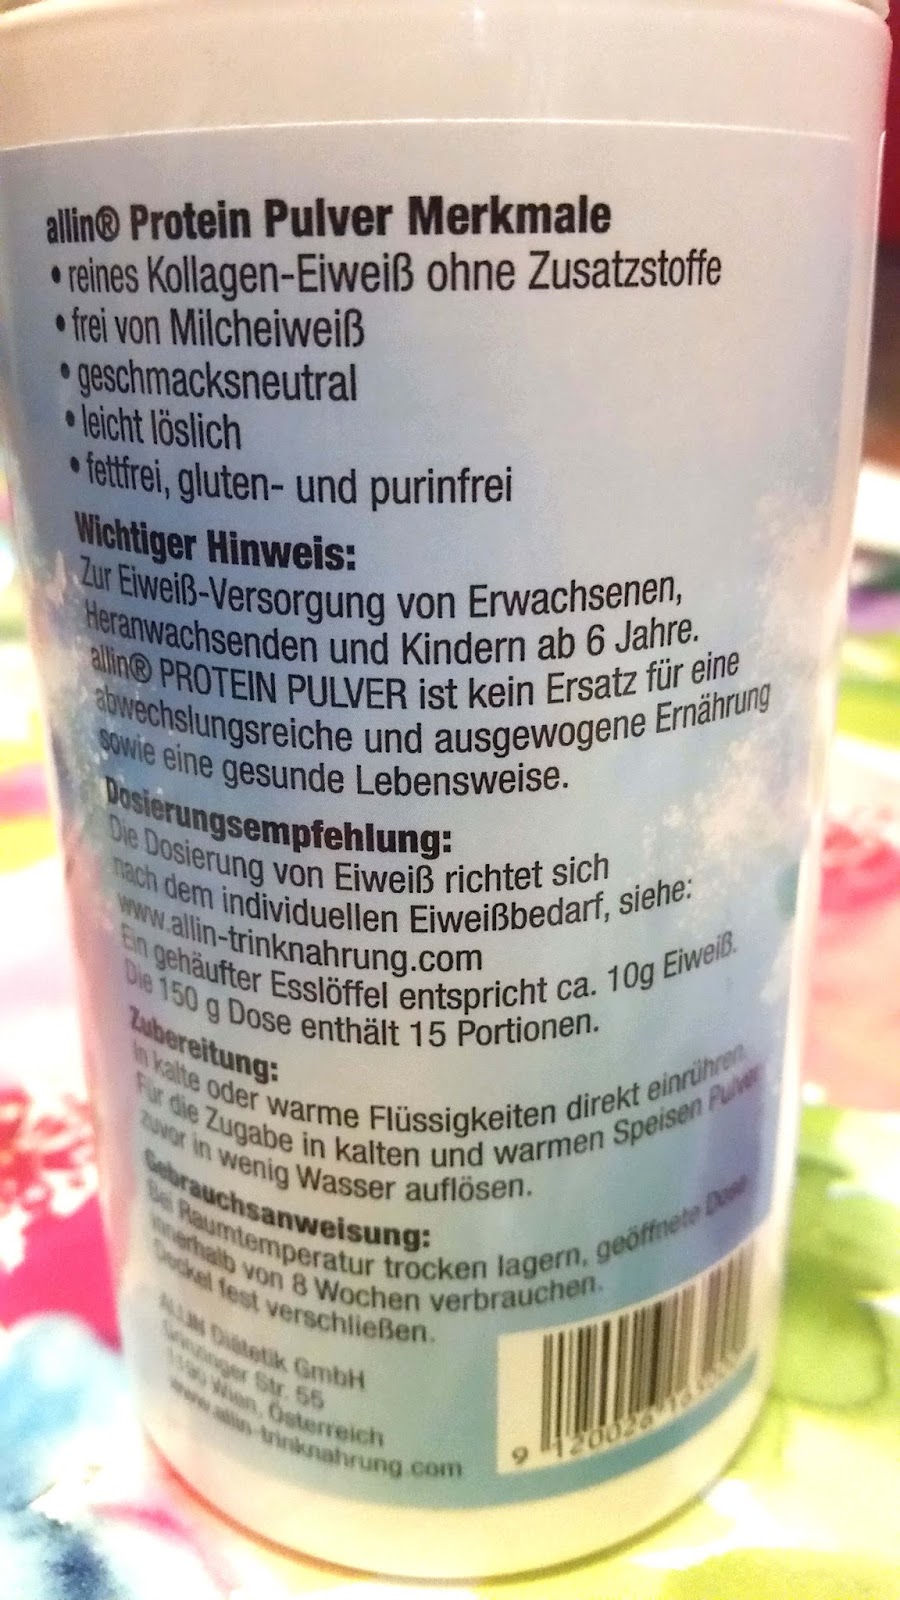 allin® Protein Pulver Merkmale
• reines Kollagen-Eiweiß ohne Zusatzstoffe
• frei von Milcheiweiß
• geschmacksneutral
• leicht löslich
• fettfrei, gluten- und purinfrei
Wichtiger Hinweis:
Zur Eiweiß-Versorgung von Erwachsenen,
Heranwachsenden und Kindern ab 6 Jahre.
allin® PROTEIN PULVER ist kein Ersatz für eine
abwechslungsreiche und ausgewogene Ernährung
sowie eine gesunde Lebensweise.
Dosierungsempfehlung:
Die Dosierung von Eiweiß richtet sich
nach dem individuellen Eiweißbedarf, siehe:
www.allin-trinknahrung.com
Ein gehäufter Esslöffel entspricht ca. 10g Eiweiß.
Die 150 g Dose enthält 15 Portionen.
Zubereitung:
In kalte oder warme Flüssigkeiten direkt einrühren.
Für die Zugabe in kalten und warmen Speisen Pulver
zuvor in wenig Wasser auflösen.
Gebrauchsanweisung:
Bei Raumtemperatur trocken lagern, geöffnete Dose
innerhalb von 8 Wochen verbrauchen.
Deckel fest verschließen.
ALLIN Diätetik GmbH
Grinzinger Str. 55
1190 Wien, Österreich
www.allin-trinknahrung.com